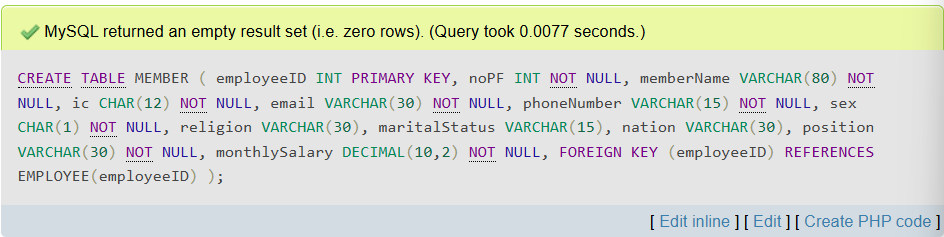 MySQL returned an empty result set (i.e. zero rows). (Query took 0.0077 seconds.)
CREATE TABLE MEMBER ( employeeID INT PRIMARY KEY, noPF INT NOT NULL, memberName VARCHAR(80) NOT
NULL, ic CHAR(12) NOT NULL, email VARCHAR(30) NOT NULL, phoneNumber VARCHAR(15) NOT NULL, sex
CHAR(1) NOT NULL, religion VARCHAR(30), maritalStatus VARCHAR(15), nation VARCHAR(30), position
VARCHAR(30) NOT NULL, monthlySalary DECIMAL(10,2) NOT NULL, FOREIGN KEY (employeeID) REFERENCES
EMPLOYEE(employeeID) );
[ Edit inline ] [ Edit ] [ Create PHP code ]